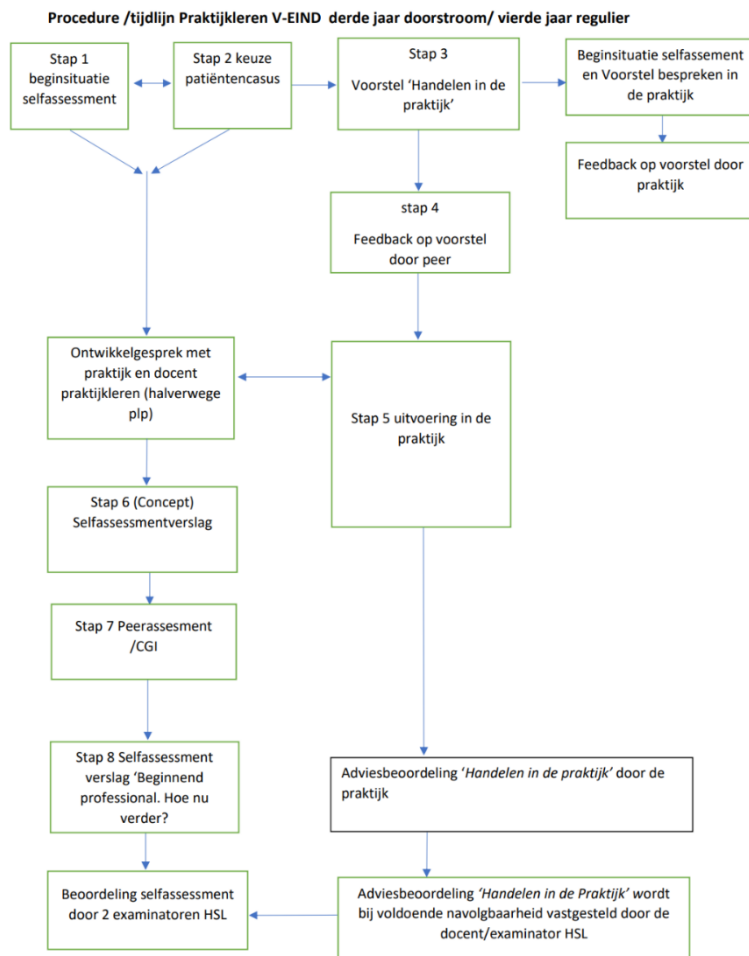 Procedure /tijdlijn Praktijkleren V-EIND derde jaar doorstroom/ vierde jaar regulier
Stap 1
beginsituatie
selfassessment
Stap 2 keuze
patiëntencasus
Stap 3
Voorstel ‘Handelen in de
praktijk’
Beginsituatie selfassement
en Voorstel bespreken in
de praktijk
Feedback op voorstel door
praktijk
stap 4
Feedback op voorstel
door peer
Ontwikkelgesprek met
praktijk en docent
praktijkleren (halverwege
plp)
Stap 5 uitvoering in de
praktijk
Stap 6 (Concept)
Selfassessmentverslag
Stap 7 Peerassesment
/CGI
Stap 8 Selfassessment
verslag ‘Beginnend
professional. Hoe nu
verder?
Adviesbeoordeling ‘Handelen in de praktijk’ door de
praktijk
Beoordeling selfassessment
door 2 examinatoren HSL
Adviesbeoordeling ‘Handelen in de Praktijk’ wordt
bij voldoende navolgbaarheid vastgesteld door de
docent/examinator HSL